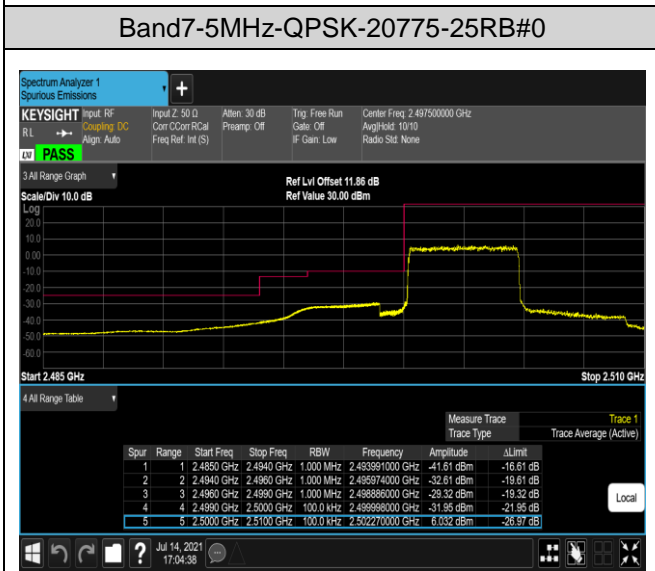 Band7-5MHz-QPSK-20775-25RB#0
Spectrum Analyzer 1
Spurious Emissions
+
KEYSIGHT Input: RF Input Z: 50 Ω Atten: 30 dB Trig: Free Run Center Freq: 2.497500000 GHz
R L Coupling: DC Corr CCorr RCal Preamp: Off Gate: Off Avg|Hold: 10/10
Align: Auto Freq Ref: Int (S) IF Gain: Low Radio Std: None
LXI PASS
3 All Range Graph
Ref Lvl Offset 11.86 dB
Scale/Div 10.0 dB Ref Value 30.00 dBm
Log
20.0
10.0
0.00
-10.0
-20.0
-30.0
-40.0
-50.0
-60.0
Start 2.485 GHz Stop 2.510 GHz
4 All Range Table
Measure Trace Trace 1
Trace Type Trace Average (Active)
Spur Range Start Freq Stop Freq RBW Frequency Amplitude ΔLimit
1 1 2.4850 GHz 2.4940 GHz 1.000 MHz 2.493991000 GHz -41.61 dBm -16.61 dB
2 2 2.4940 GHz 2.4960 GHz 1.000 MHz 2.495974000 GHz -32.61 dBm -19.61 dB
3 3 2.4960 GHz 2.4990 GHz 1.000 MHz 2.498886000 GHz -29.32 dBm -19.32 dB
4 4 2.4990 GHz 2.5000 GHz 100.0 kHz 2.499998000 GHz -31.95 dBm -21.95 dB
5 5 2.5000 GHz 2.5100 GHz 100.0 kHz 2.502270000 GHz 6.032 dBm -26.97 dB
Local
? Jul 14, 2021
17:04:38